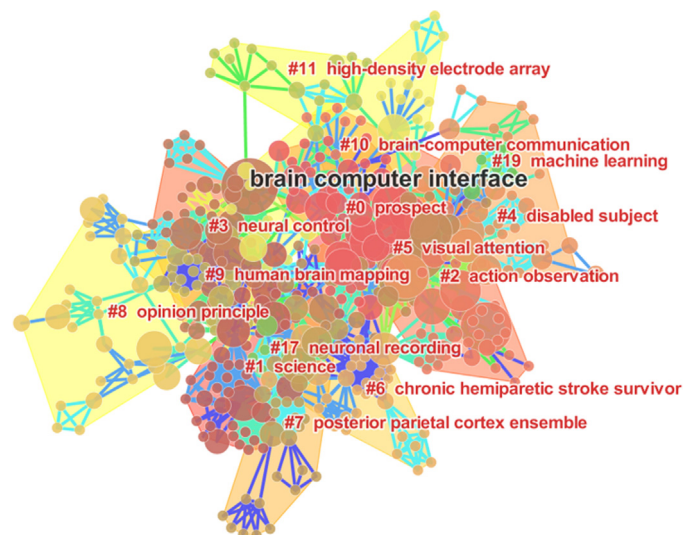 #11 high-density electrode array
#10 brain-computer communication
#19 machine learning
brain computer interface
#0 prospect
#4 disabled subject
#3 neural control
#5 visual attention
#9 human brain mapping
#2 action observation
#8 opinion principle
#17 neuronal recording
#1 science
#6 chronic hemiparetic stroke survivor
#7 posterior parietal cortex ensemble